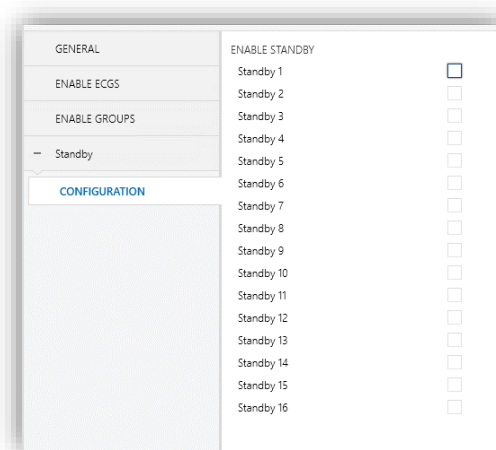 GENERAL
ENABLE ECGS
ENABLE GROUPS
Standby
CONFIGURATION
ENABLE STANDBY
Standby 1
Standby 2
Standby 3
Standby 4
Standby 5
Standby 6
Standby 7
Standby 8
Standby 9
Standby 10
Standby 11
Standby 12
Standby 13
Standby 14
Standby 15
Standby 16